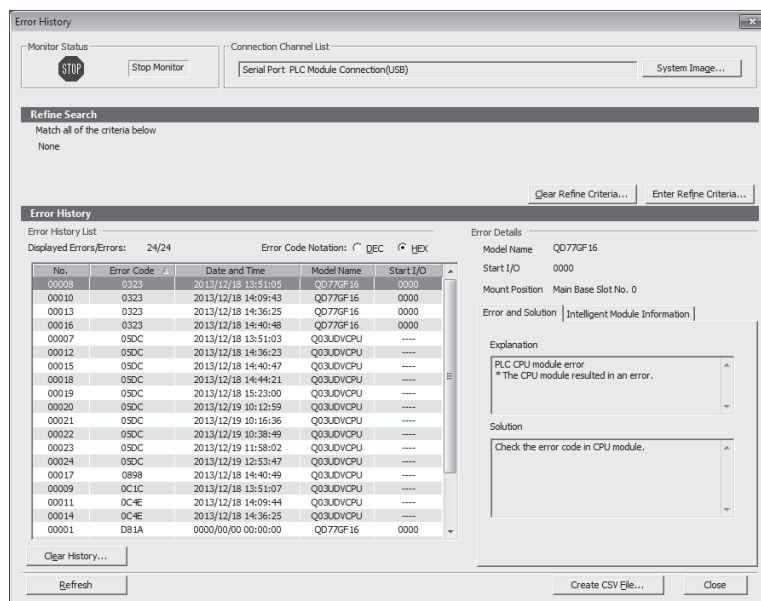 Error History
Monitor Status
STOP
Stop Monitor
Connection Channel List
Serial Port PLC Module Connection(USB)
System Image...
Refine Search
Match all of the criteria below
None
Clear Refine Criteria...
Enter Refine Criteria...
Error History
Error History List
Displayed Errors/Errors: 24/24
Error Code Notation: DEC HEX
No. Error Code Date and Time Model Name Start I/O
00008 0323 2013/12/18 13:51:05 QD77GF16 0000
00010 0323 2013/12/18 14:09:43 QD77GF16 0000
00013 0323 2013/12/18 14:36:25 QD77GF16 0000
00016 0323 2013/12/18 14:40:48 QD77GF16 0000
00007 05DC 2013/12/18 13:51:03 Q03UDVCPU ----
00012 05DC 2013/12/18 14:36:23 Q03UDVCPU ----
00015 05DC 2013/12/18 14:40:47 Q03UDVCPU ----
00018 05DC 2013/12/18 14:44:21 Q03UDVCPU ----
00019 05DC 2013/12/18 15:23:00 Q03UDVCPU ----
00020 05DC 2013/12/19 10:12:59 Q03UDVCPU ----
00021 05DC 2013/12/19 10:16:36 Q03UDVCPU ----
00022 05DC 2013/12/19 10:38:49 Q03UDVCPU ----
00023 05DC 2013/12/19 11:58:02 Q03UDVCPU ----
00024 05DC 2013/12/19 12:53:47 Q03UDVCPU ----
00017 0898 2013/12/18 14:40:49 Q03UDVCPU ----
00009 0C1C 2013/12/18 13:51:07 Q03UDVCPU ----
00011 0C4E 2013/12/18 14:09:44 Q03UDVCPU ----
00014 0C4E 2013/12/18 14:36:25 Q03UDVCPU ----
00001 D81A 0000/00/00 00:00:00 QD77GF16 0000
Clear History...
Error Details
Model Name QD77GF16
Start I/O 0000
Mount Position Main Base Slot No. 0
Error and Solution
Intelligent Module Information
Explanation
PLC CPU module error
* The CPU module resulted in an error.
Solution
Check the error code in CPU module.
Refresh
Create CSV File...
Close